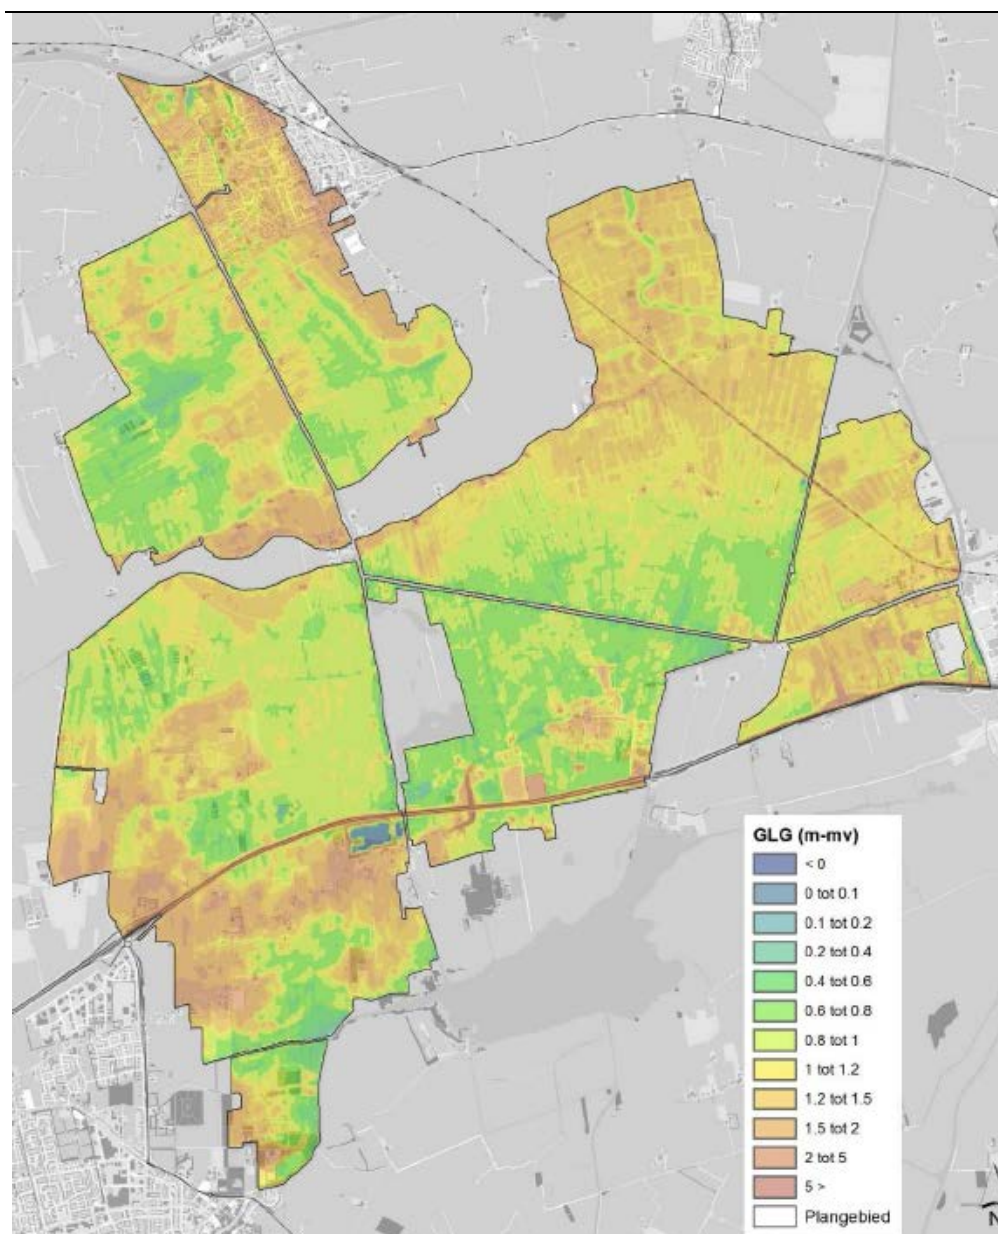 GLG (m-mv)
< 0
0 tot 0.1
0.1 tot 0.2
0.2 tot 0.4
0.4 tot 0.6
0.6 tot 0.8
0.8 tot 1
1 tot 1.2
1.2 tot 1.5
1.5 tot 2
2 tot 5
5 >
Plangebied
N